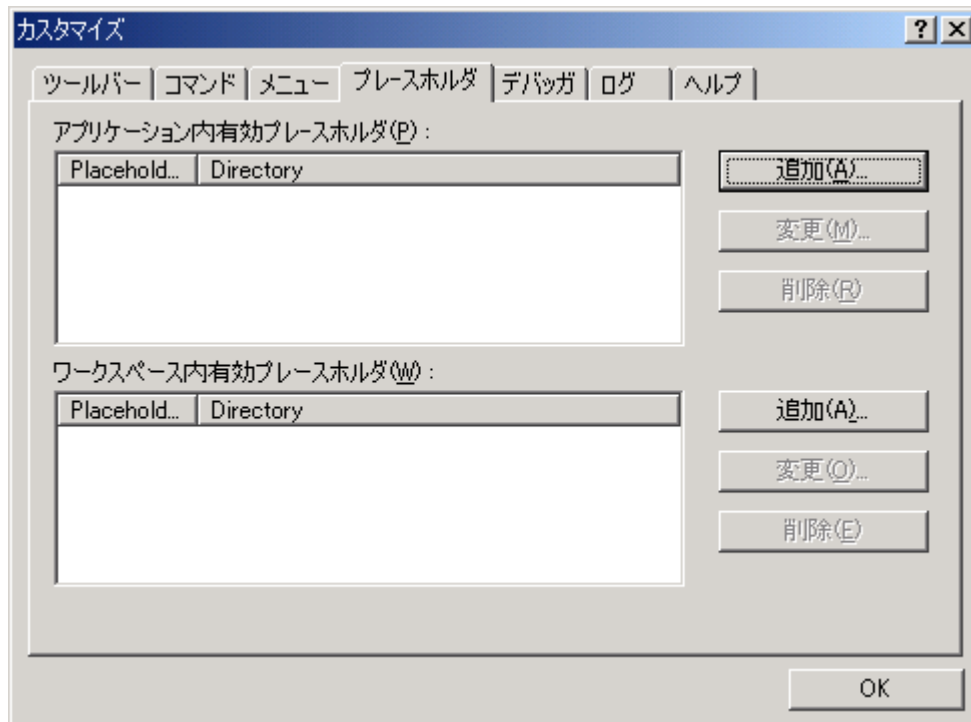 カスタマイズ
ツールバー コマンド メニュー プレースホルダ デバッガ ログ ヘルプ
アプリケーション内有効プレースホルダ(P):
Placehold... Directory
追加(A)...
変更(M)...
削除(R)
ワークスペース内有効プレースホルダ(W):
Placehold... Directory
追加(A)...
変更(O)...
削除(E)
OK